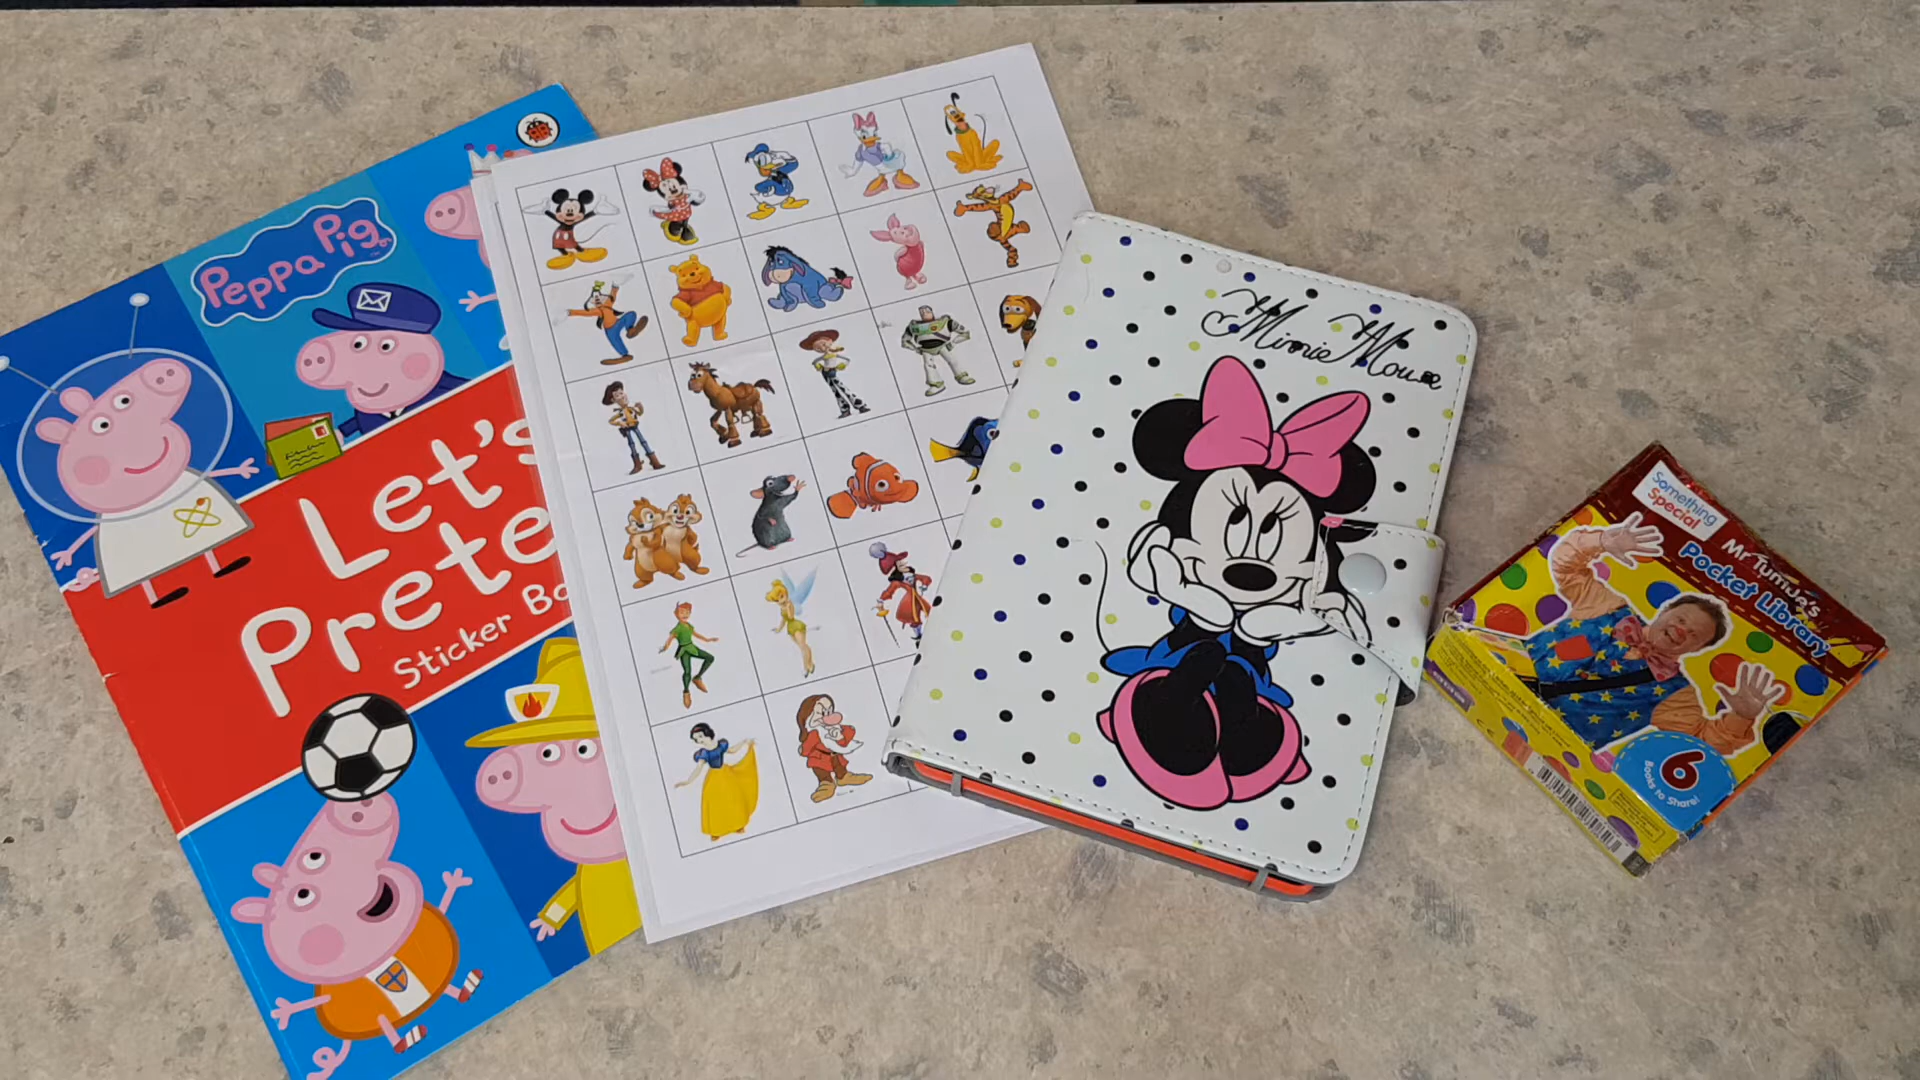 Peppa Pig
Let's
Prete
Sticker Bo
Minnie Mouse
Something
Special
Mr Tumble's
Pocket Library
6
Books to Share!